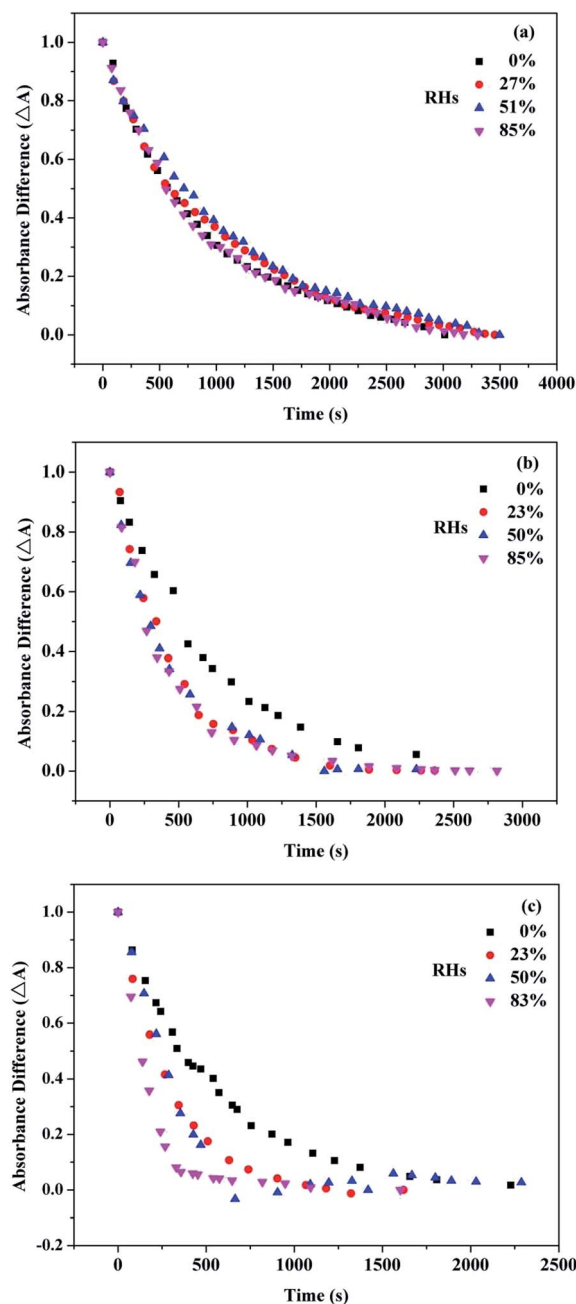 (a)
RHs
0%
27%
51%
85%
1.0
0.8
0.6
0.4
0.2
0.0
Absorbance Difference (△A)
0 500 1000 1500 2000 2500 3000 3500 4000
Time (s)
(b)
RHs
0%
23%
50%
85%
1.0
0.8
0.6
0.4
0.2
0.0
Absorbance Difference (△A)
0 500 1000 1500 2000 2500 3000
Time (s)
(c)
RHs
0%
23%
50%
83%
1.0
0.8
0.6
0.4
0.2
0.0
-0.2
Absorbance Difference (△A)
0 500 1000 1500 2000 2500
Time (s)